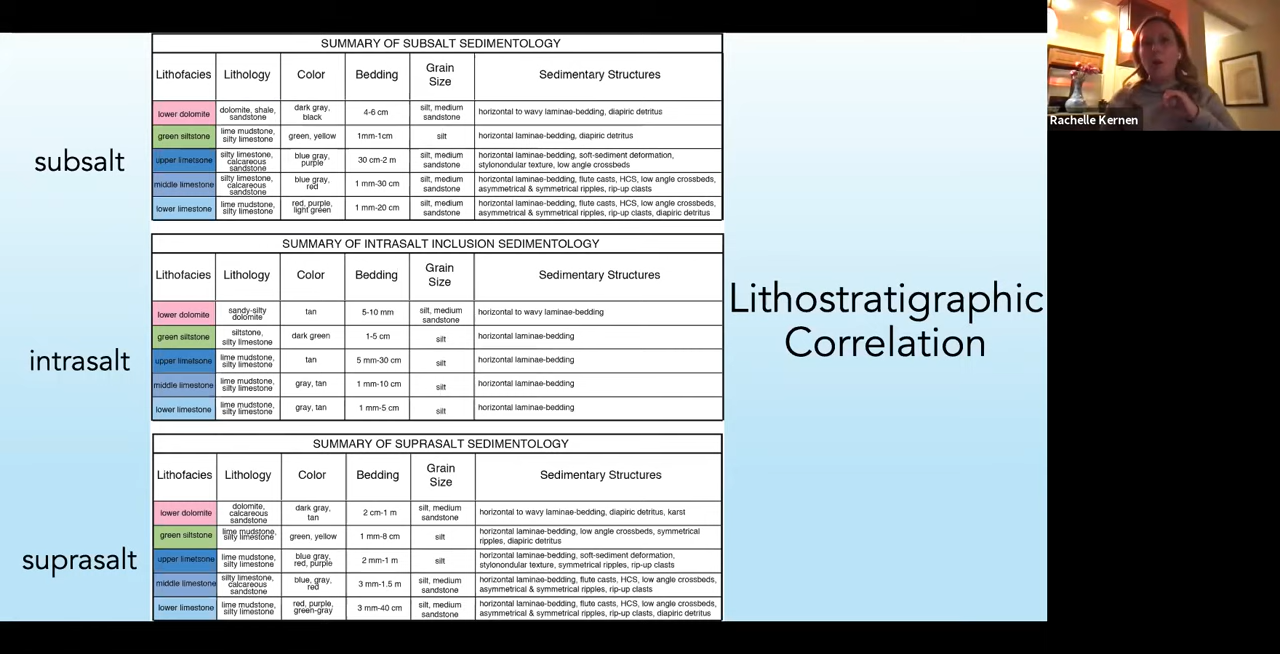 SUMMARY OF SUBSALT SEDIMENTOLOGY
Lithofacies Lithology Color Bedding Grain Size Sedimentary Structures
lower dolomite dolomite, shale, sandstone dark gray, black 4-6 cm silt, medium sandstone horizontal to wavy laminae-bedding, diapiric detritus
green siltstone lime mudstone, silty limestone green, yellow 1mm-1cm silt horizontal laminae-bedding, diapiric detritus
upper limetsone silty limestone, calcareous sandstone blue gray, purple 30 cm-2 m silt, medium sandstone horizontal laminae-bedding, soft-sediment deformation, stylonondular texture, low angle crossbeds
middle limestone silty limestone, calcareous sandstone blue gray, red 1 mm-30 cm silt, medium sandstone horizontal laminae-bedding, flute casts, HCS, low angle crossbeds, asymmetrical & symmetrical ripples, rip-up clasts
lower limestone lime mudstone, silty limestone red, purple, light green 1 mm-20 cm silt, medium sandstone horizontal laminae-bedding, flute casts, HCS, low angle crossbeds, asymmetrical & symmetrical ripples, rip-up clasts, diapiric detritus
subsalt
SUMMARY OF INTRASALT INCLUSION SEDIMENTOLOGY
Lithofacies Lithology Color Bedding Grain Size Sedimentary Structures
lower dolomite sandy-silty dolomite tan 5-10 mm silt, medium sandstone horizontal to wavy laminae-bedding
green siltstone siltstone, silty limestone dark green 1-5 cm silt horizontal laminae-bedding
upper limetsone lime mudstone, silty limestone tan 5 mm-30 cm silt horizontal laminae-bedding
middle limestone lime mudstone, silty limestone gray, tan 1 mm-10 cm silt horizontal laminae-bedding
lower limestone lime mudstone, silty limestone gray, tan 1 mm-5 cm silt horizontal laminae-bedding
intrasalt
SUMMARY OF SUPRASALT SEDIMENTOLOGY
Lithofacies Lithology Color Bedding Grain Size Sedimentary Structures
lower dolomite dolomite, calcareous sandstone dark gray, tan 2 cm-1 m silt, medium sandstone horizontal to wavy laminae-bedding, diapiric detritus, karst
green siltstone lime mudstone, silty limestone green, yellow 1 mm-8 cm silt horizontal laminae-bedding, low angle crossbeds, symmetrical ripples, diapiric detritus
upper limetsone lime mudstone, silty limestone blue gray, red, purple 2 mm-1 m silt horizontal laminae-bedding, soft-sediment deformation, stylonondular texture, symmetrical ripples, rip-up clasts
middle limestone silty limestone, calcareous sandstone blue, gray, red 3 mm-1.5 m silt, medium sandstone horizontal laminae-bedding, flute casts, HCS, low angle crossbeds, asymmetrical & symmetrical ripples, rip-up clasts
lower limestone lime mudstone, silty limestone red, purple, green-gray 3 mm-40 cm silt, medium sandstone horizontal laminae-bedding, flute casts, HCS, low angle crossbeds, asymmetrical & symmetrical ripples, rip-up clasts, diapiric detritus
suprasalt
Lithostratigraphic
Correlation
Rachelle Kernen